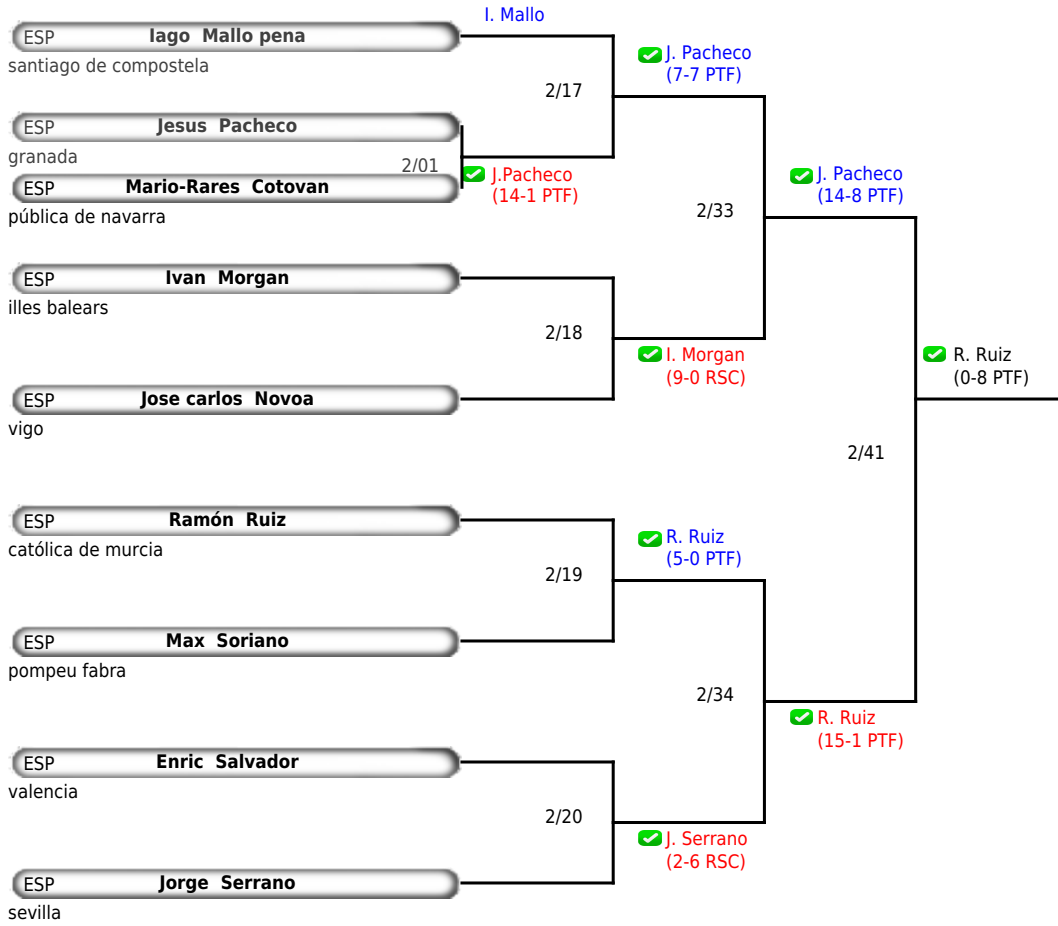 I. Mallo
ESP Iago Mallo pena
santiago de compostela
J. Pacheco
(7-7 PTF)
2/17
ESP Jesus Pacheco
granada
2/01
J.Pacheco
(14-1 PTF)
ESP Mario-Rares Cotovan
pública de navarra
J. Pacheco
(14-8 PTF)
2/33
ESP Ivan Morgan
illes balears
2/18
I. Morgan
(9-0 RSC)
R. Ruiz
(0-8 PTF)
ESP Jose carlos Novoa
vigo
2/41
ESP Ramón Ruiz
católica de murcia
R. Ruiz
(5-0 PTF)
2/19
ESP Max Soriano
pompeu fabra
2/34
R. Ruiz
(15-1 PTF)
ESP Enric Salvador
valencia
2/20
J. Serrano
(2-6 RSC)
ESP Jorge Serrano
sevilla